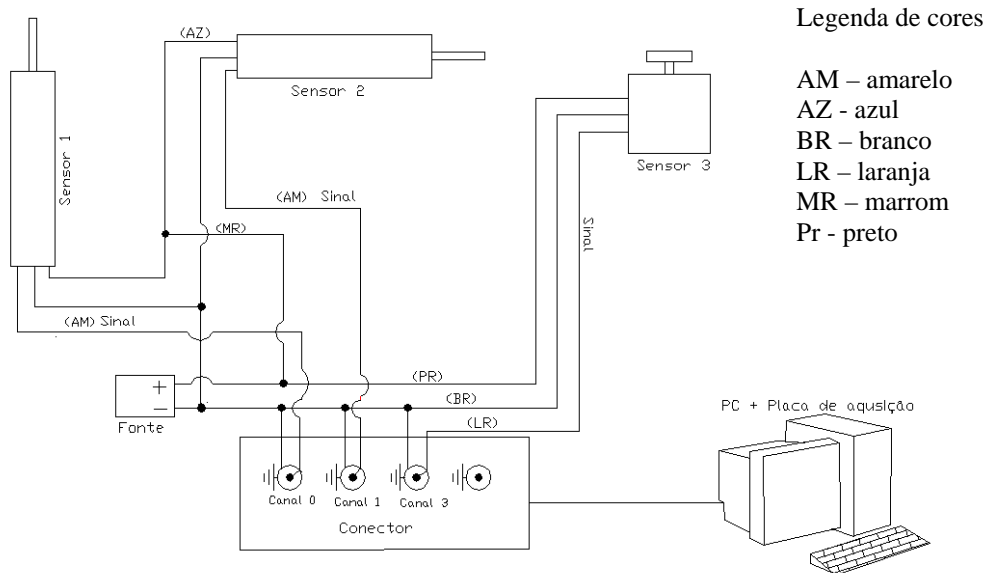 Legenda de cores
AM – amarelo
AZ - azul
BR – branco
LR – laranja
MR – marrom
Pr - preto
(AZ)
Sensor 2
Sensor 1
Sensor 3
(AM) Sinal
(MR)
Sinal
(AM) Sinal
(PR)
+
–
Fonte
(BR)
(LR)
PC + Placa de aqusição
Canal 0
Canal 1
Canal 3
Conector